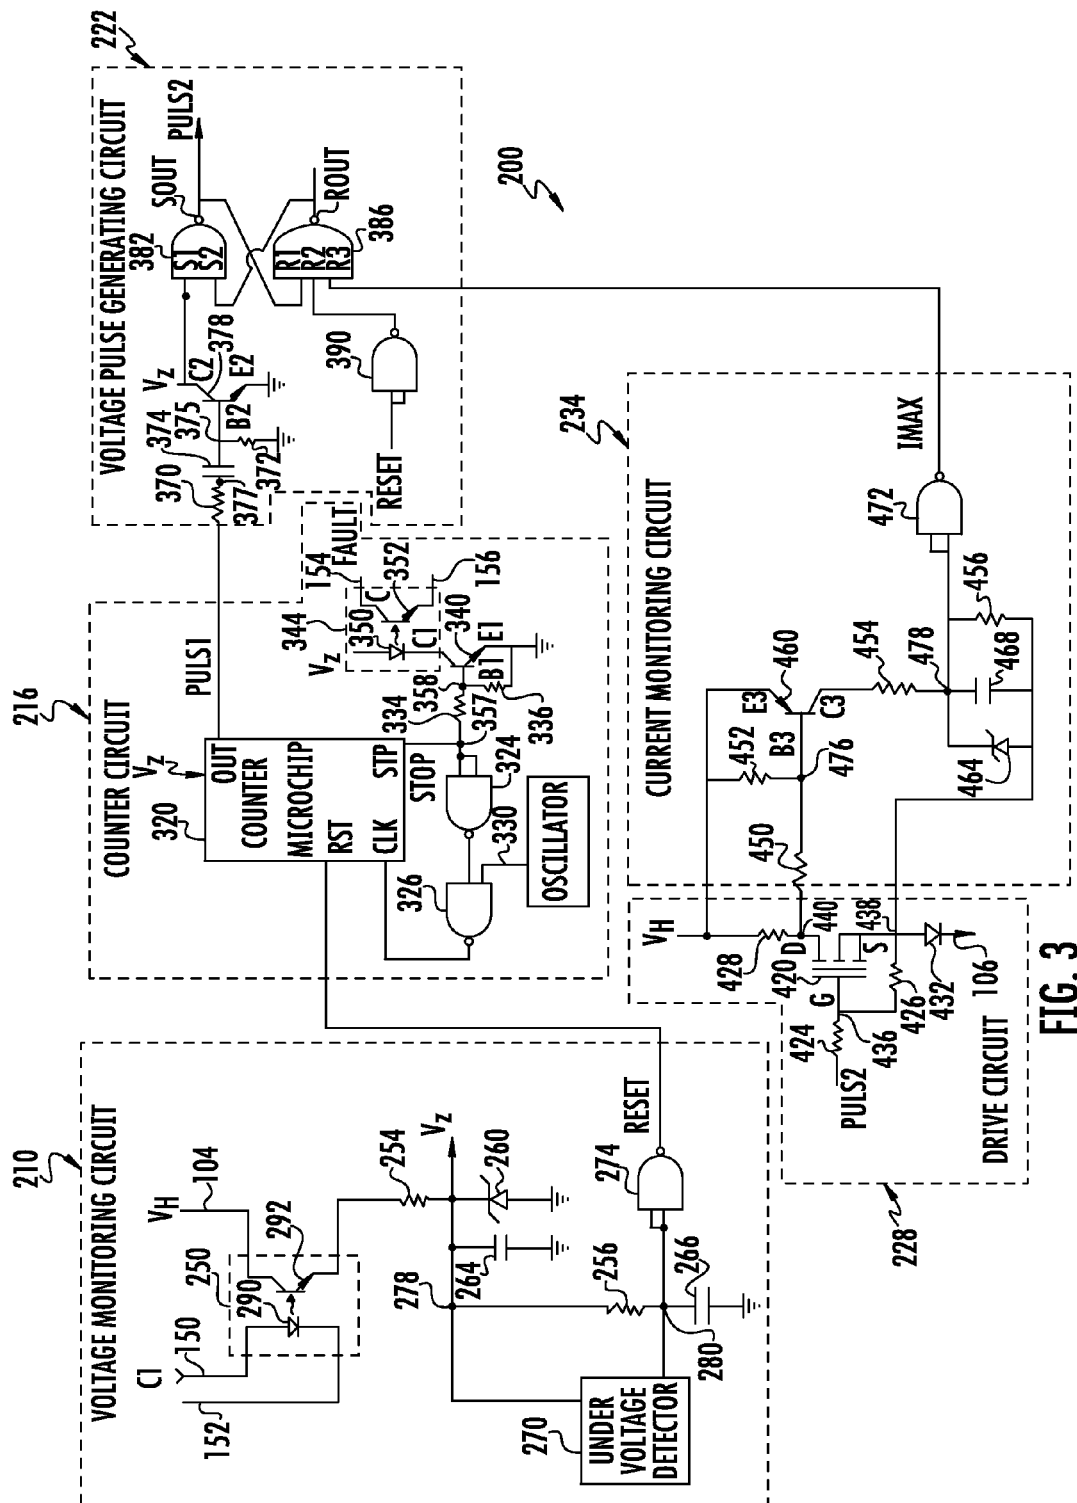 210
VOLTAGE MONITORING CIRCUIT
C1
150
152
250
290
292
VH
104
254
VZ
260
264
278
256
266
280
270
UNDER
VOLTAGE
DETECTOR
274
RESET
216
COUNTER CIRCUIT
VZ
320
OUT
COUNTER
MICROCHIP
RST
STP
CLK
STOP
PULS1
326
324
330
OSCILLATOR
334
357
358
336
B1
E1
340
C1
VZ
344
350
C
352
154
156
FAULT
222
VOLTAGE PULSE GENERATING CIRCUIT
370
377
374
375
372
VZ
C2
378
B2
E2
382
S1
S2
SOUT
PULS2
R1
R2
R3
ROUT
386
390
RESET
200
228
DRIVE CIRCUIT
PULS2
424
436
G
420
D
S
426
428
VH
440
438
432
106
234
CURRENT MONITORING CIRCUIT
450
452
476
B3
E3
C3
460
454
478
464
468
456
472
IMAX
FIG. 3